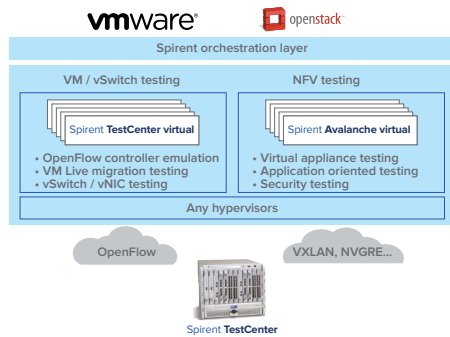 vmware®
openstack™
Spirent orchestration layer
VM / vSwitch testing
Spirent TestCenter virtual
• OpenFlow controller emulation
• VM Live migration testing
• vSwitch / vNIC testing
NFV testing
Spirent Avalanche virtual
• Virtual appliance testing
• Application oriented testing
• Security testing
Any hypervisors
OpenFlow
VXLAN, NVGRE...
Spirent TestCenter